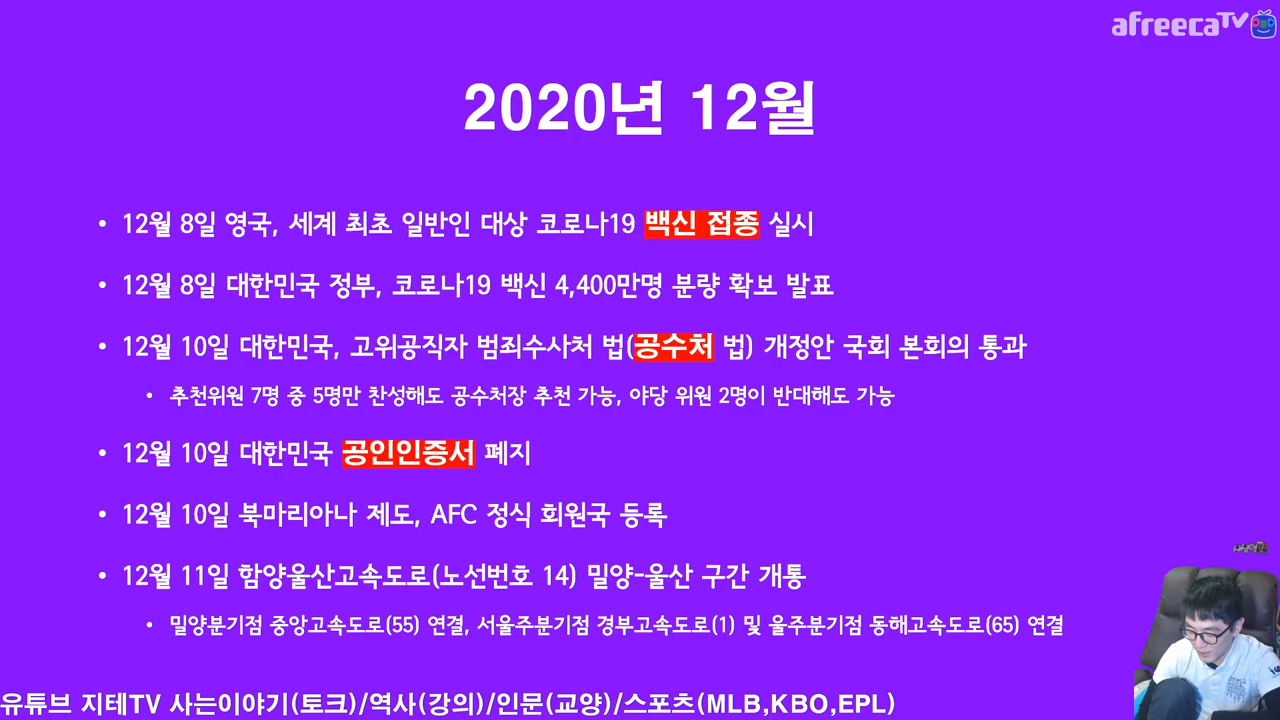 afreecaTV
2020년 12월
• 12월 8일 영국, 세계 최초 일반인 대상 코로나19 백신 접종 실시
• 12월 8일 대한민국 정부, 코로나19 백신 4,400만명 분량 확보 발표
• 12월 10일 대한민국, 고위공직자 범죄수사처 법(공수처 법) 개정안 국회 본회의 통과
• 추천위원 7명 중 5명만 찬성해도 공수처장 추천 가능, 야당 위원 2명이 반대해도 가능
• 12월 10일 대한민국 공인인증서 폐지
• 12월 10일 북마리아나 제도, AFC 정식 회원국 등록
• 12월 11일 함양울산고속도로(노선번호 14) 밀양-울산 구간 개통
• 밀양분기점 중앙고속도로(55) 연결, 서울주분기점 경부고속도로(1) 및 울주분기점 동해고속도로(65) 연결
유튜브 지테TV 사는이야기(토크)/역사(강의)/인문(교양)/스포츠(MLB,KBO,EPL)